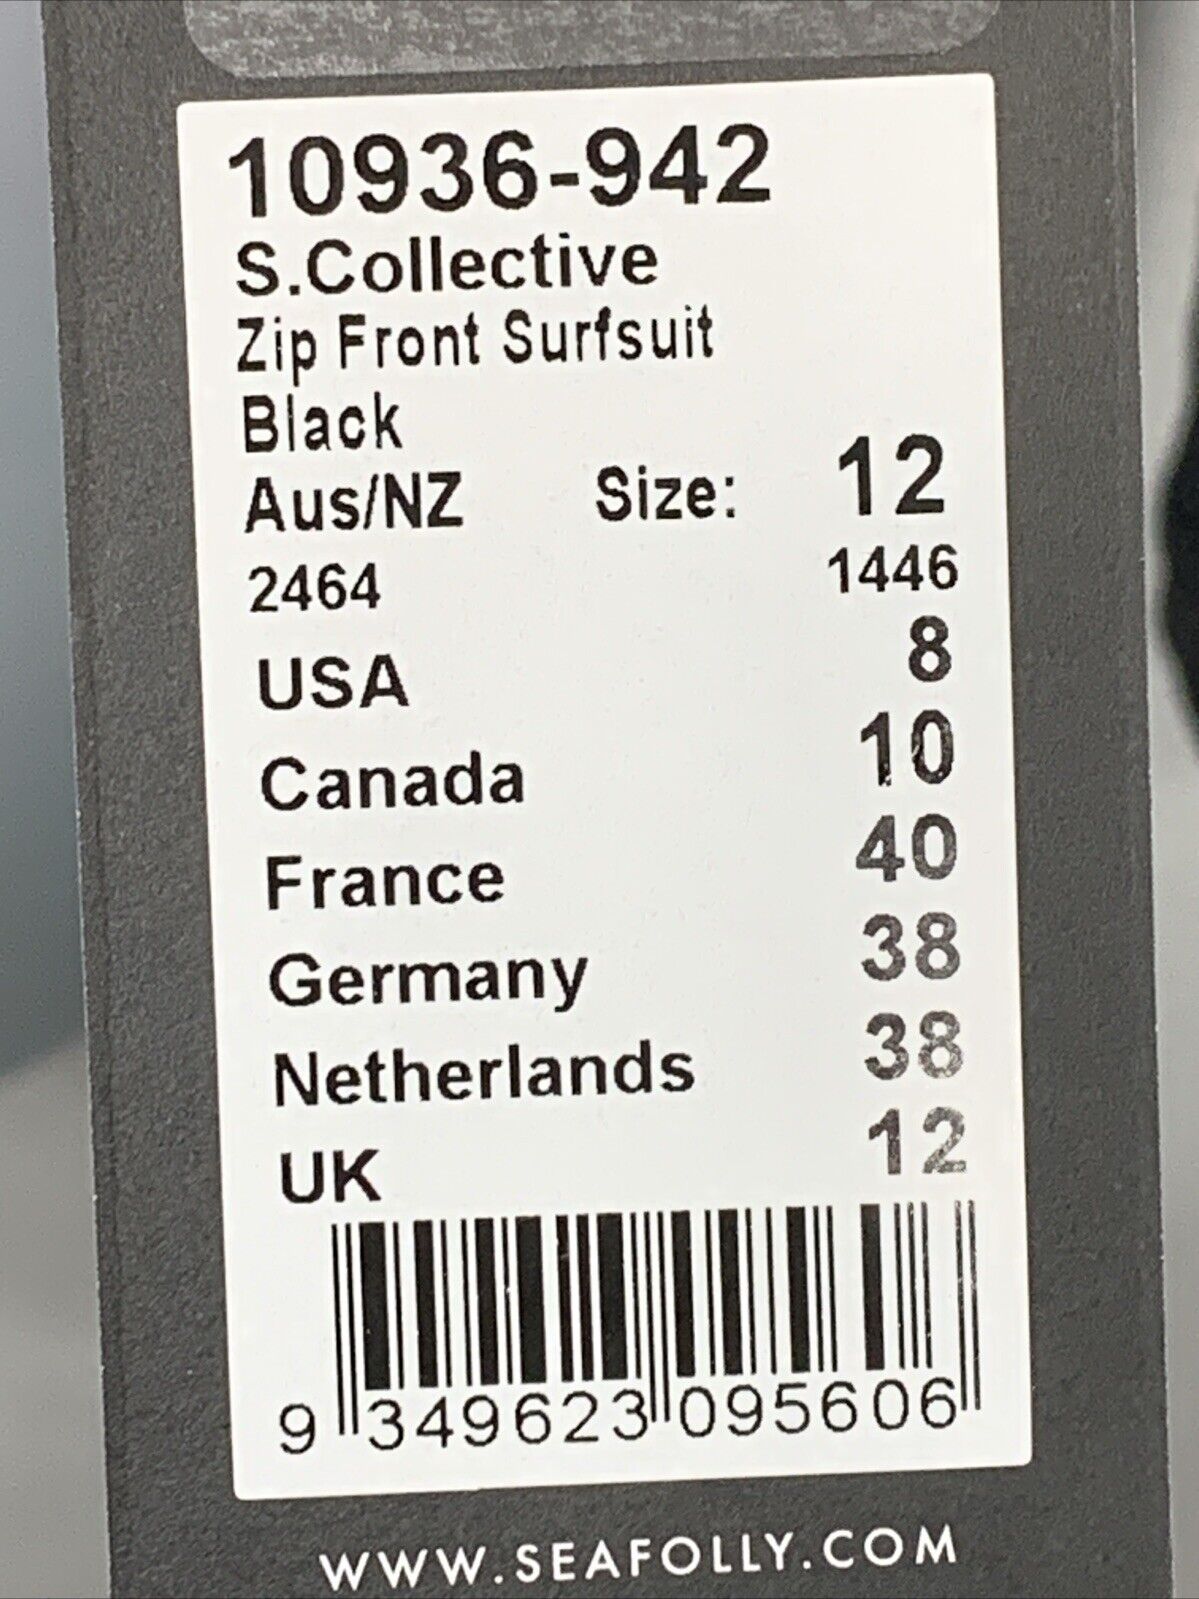 10936-942
S.Collective
Zip Front Surfsuit
Black
Aus/NZ Size: 12
2464 1446
USA 8
Canada 10
France 40
Germany 38
Netherlands 38
UK 12
9 349623 095606
WWW.SEAFOLLY.COM